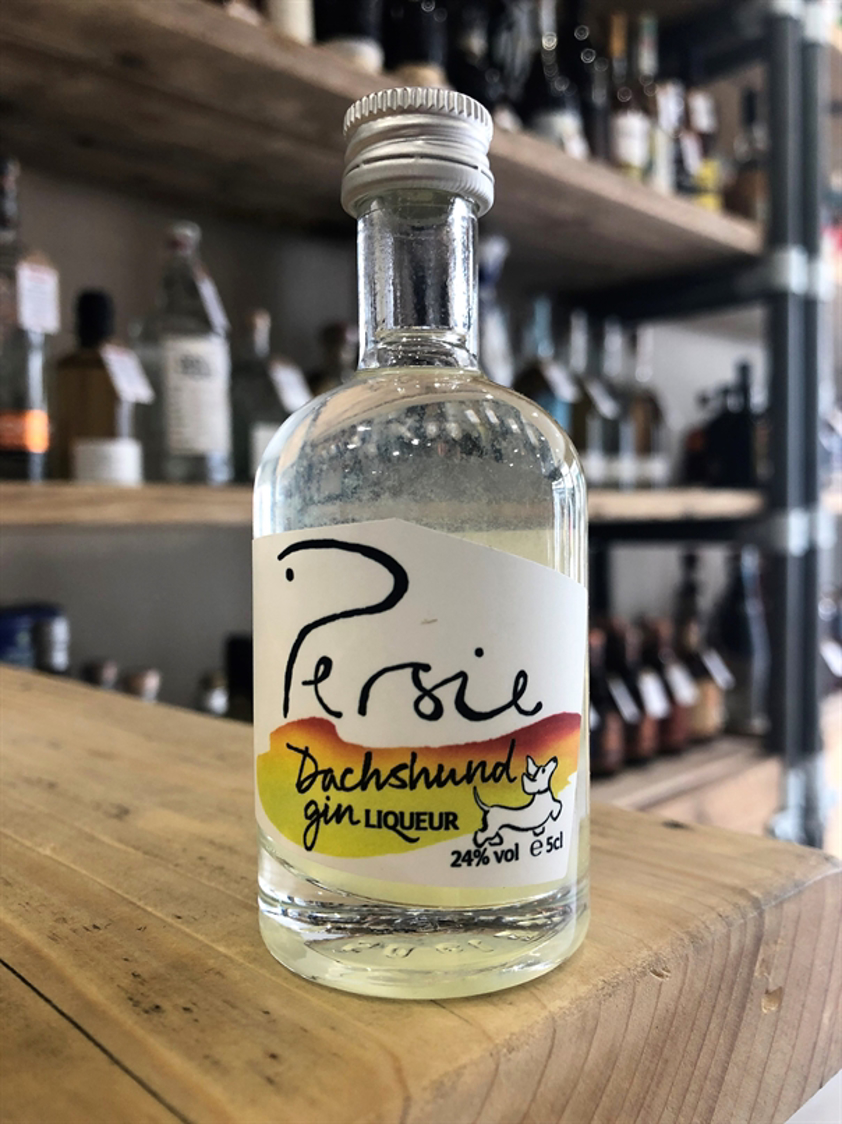 Persie
Dachshund
gin LIQUEUR
24% vol e 5cl